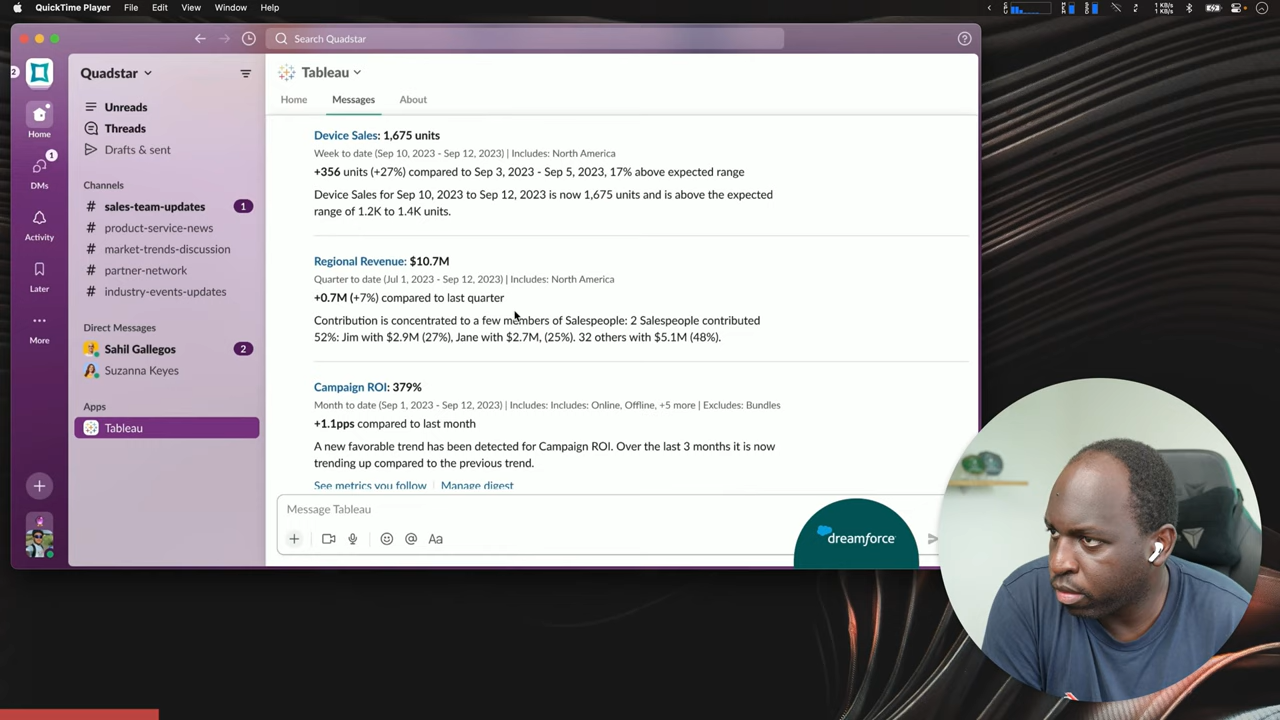 QuickTime Player File Edit View Window Help
1 KB/s
1 KB/s
Search Quadstar
2
Quadstar
Tableau
Home Messages About
Unreads
Threads
Drafts & sent
Home
DMs
1
Activity
Later
More
Channels
# sales-team-updates 1
# product-service-news
# market-trends-discussion
# partner-network
# industry-events-updates
Direct Messages
Sahil Gallegos 2
Suzanna Keyes
Apps
Tableau
Device Sales: 1,675 units
Week to date (Sep 10, 2023 - Sep 12, 2023) | Includes: North America
+356 units (+27%) compared to Sep 3, 2023 - Sep 5, 2023, 17% above expected range
Device Sales for Sep 10, 2023 to Sep 12, 2023 is now 1,675 units and is above the expected
range of 1.2K to 1.4K units.
Regional Revenue: $10.7M
Quarter to date (Jul 1, 2023 - Sep 12, 2023) | Includes: North America
+0.7M (+7%) compared to last quarter
Contribution is concentrated to a few members of Salespeople: 2 Salespeople contributed
52%: Jim with $2.9M (27%), Jane with $2.7M, (25%). 32 others with $5.1M (48%).
Campaign ROI: 379%
Month to date (Sep 1, 2023 - Sep 12, 2023) | Includes: Includes: Online, Offline, +5 more | Excludes: Bundles
+1.1pps compared to last month
A new favorable trend has been detected for Campaign ROI. Over the last 3 months it is now
trending up compared to the previous trend.
See metrics you follow | Manage digest
Message Tableau
Aa
salesforce
dreamforce